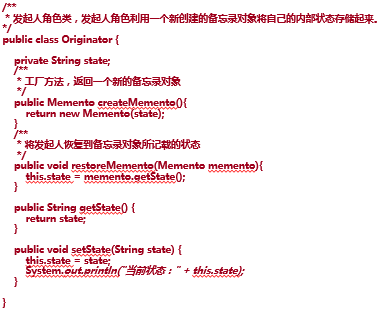 /**
* 发起人角色类，发起人角色利用一个新创建的备忘录对象将自己的内部状态存储起来。
*/
public class Originator {
private String state;
/**
* 工厂方法，返回一个新的备忘录对象
*/
public Memento createMemento(){
return new Memento(state);
}
/**
* 将发起人恢复到备忘录对象所记载的状态
*/
public void restoreMemento(Memento memento){
this.state = memento.getState();
}
public String getState() {
return state;
}
public void setState(String state) {
this.state = state;
System.out.println("当前状态：" + this.state);
}
}